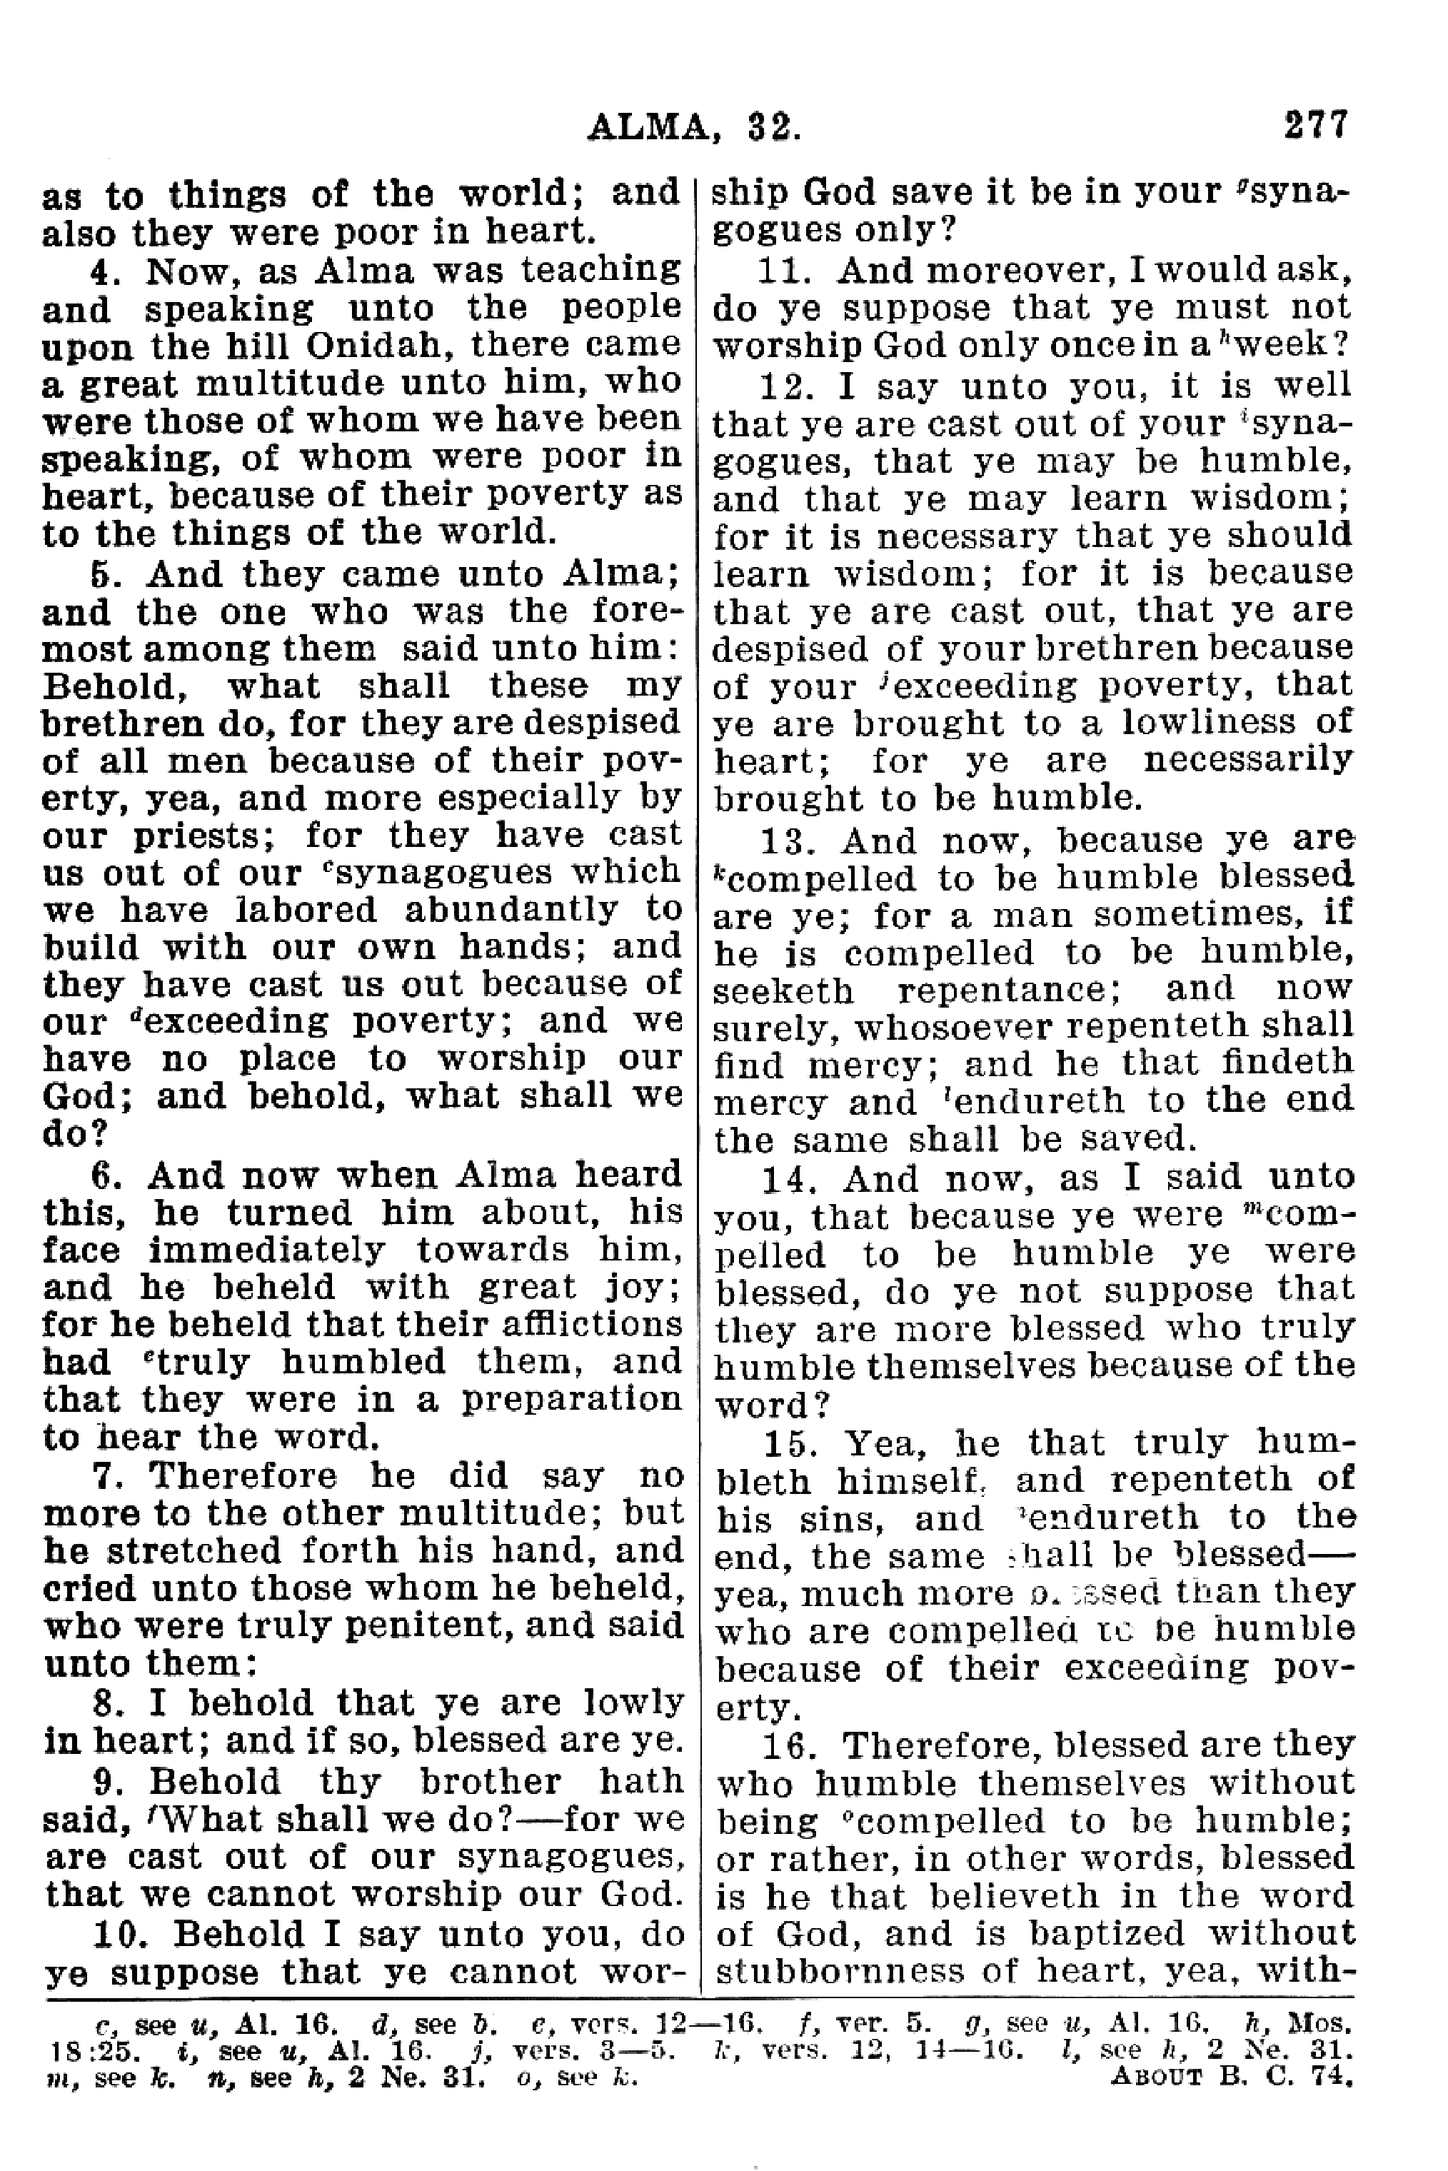 ALMA, 32.
277
as to things of the world; and
also they were poor in heart.
4. Now, as Alma was teaching
and speaking unto the people
upon the hill Onidah, there came
a great multitude unto him, who
were those of whom we have been
speaking, of whom were poor in
heart, because of their poverty as
to the things of the world.
5. And they came unto Alma;
and the one who was the fore-
most among them said unto him:
Behold, what shall these my
brethren do, for they are despised
of all men because of their pov-
erty, yea, and more especially by
our priests; for they have cast
us out of our csynagogues which
we have labored abundantly to
build with our own hands; and
they have cast us out because of
our dexceeding poverty; and we
have no place to worship our
God; and behold, what shall we
do?
6. And now when Alma heard
this, he turned him about, his
face immediately towards him,
and he beheld with great joy;
for he beheld that their afflictions
had etruly humbled them, and
that they were in a preparation
to hear the word.
7. Therefore he did say no
more to the other multitude; but
he stretched forth his hand, and
cried unto those whom he beheld,
who were truly penitent, and said
unto them:
8. I behold that ye are lowly
in heart; and if so, blessed are ye.
9. Behold thy brother hath
said, fWhat shall we do?—for we
are cast out of our synagogues,
that we cannot worship our God.
10. Behold I say unto you, do
ye suppose that ye cannot wor-
ship God save it be in your gsyna-
gogues only?
11. And moreover, I would ask,
do ye suppose that ye must not
worship God only once in a hweek?
12. I say unto you, it is well
that ye are cast out of your isyna-
gogues, that ye may be humble,
and that ye may learn wisdom;
for it is necessary that ye should
learn wisdom; for it is because
that ye are cast out, that ye are
despised of your brethren because
of your jexceeding poverty, that
ye are brought to a lowliness of
heart; for ye are necessarily
brought to be humble.
13. And now, because ye are
kcompelled to be humble blessed
are ye; for a man sometimes, if
he is compelled to be humble,
seeketh repentance; and now
surely, whosoever repenteth shall
find mercy; and he that findeth
mercy and lendureth to the end
the same shall be saved.
14. And now, as I said unto
you, that because ye were mcom-
pelled to be humble ye were
blessed, do ye not suppose that
they are more blessed who truly
humble themselves because of the
word?
15. Yea, he that truly hum-
bleth himself, and repenteth of
his sins, and nendureth to the
end, the same shall be blessed—
yea, much more blessed than they
who are compelled to be humble
because of their exceeding pov-
erty.
16. Therefore, blessed are they
who humble themselves without
being ocompelled to be humble;
or rather, in other words, blessed
is he that believeth in the word
of God, and is baptized without
stubbornness of heart, yea, with-
c, see u, Al. 16. d, see b. e, vers. 12—16. f, ver. 5. g, see u, Al. 16. h, Mos.
18:25. i, see u, Al. 16. j, vers. 3—5. k, vers. 12, 14—16. l, see h, 2 Ne. 31.
m, see k. n, see h, 2 Ne. 31. o, see k.
ABOUT B. C. 74.